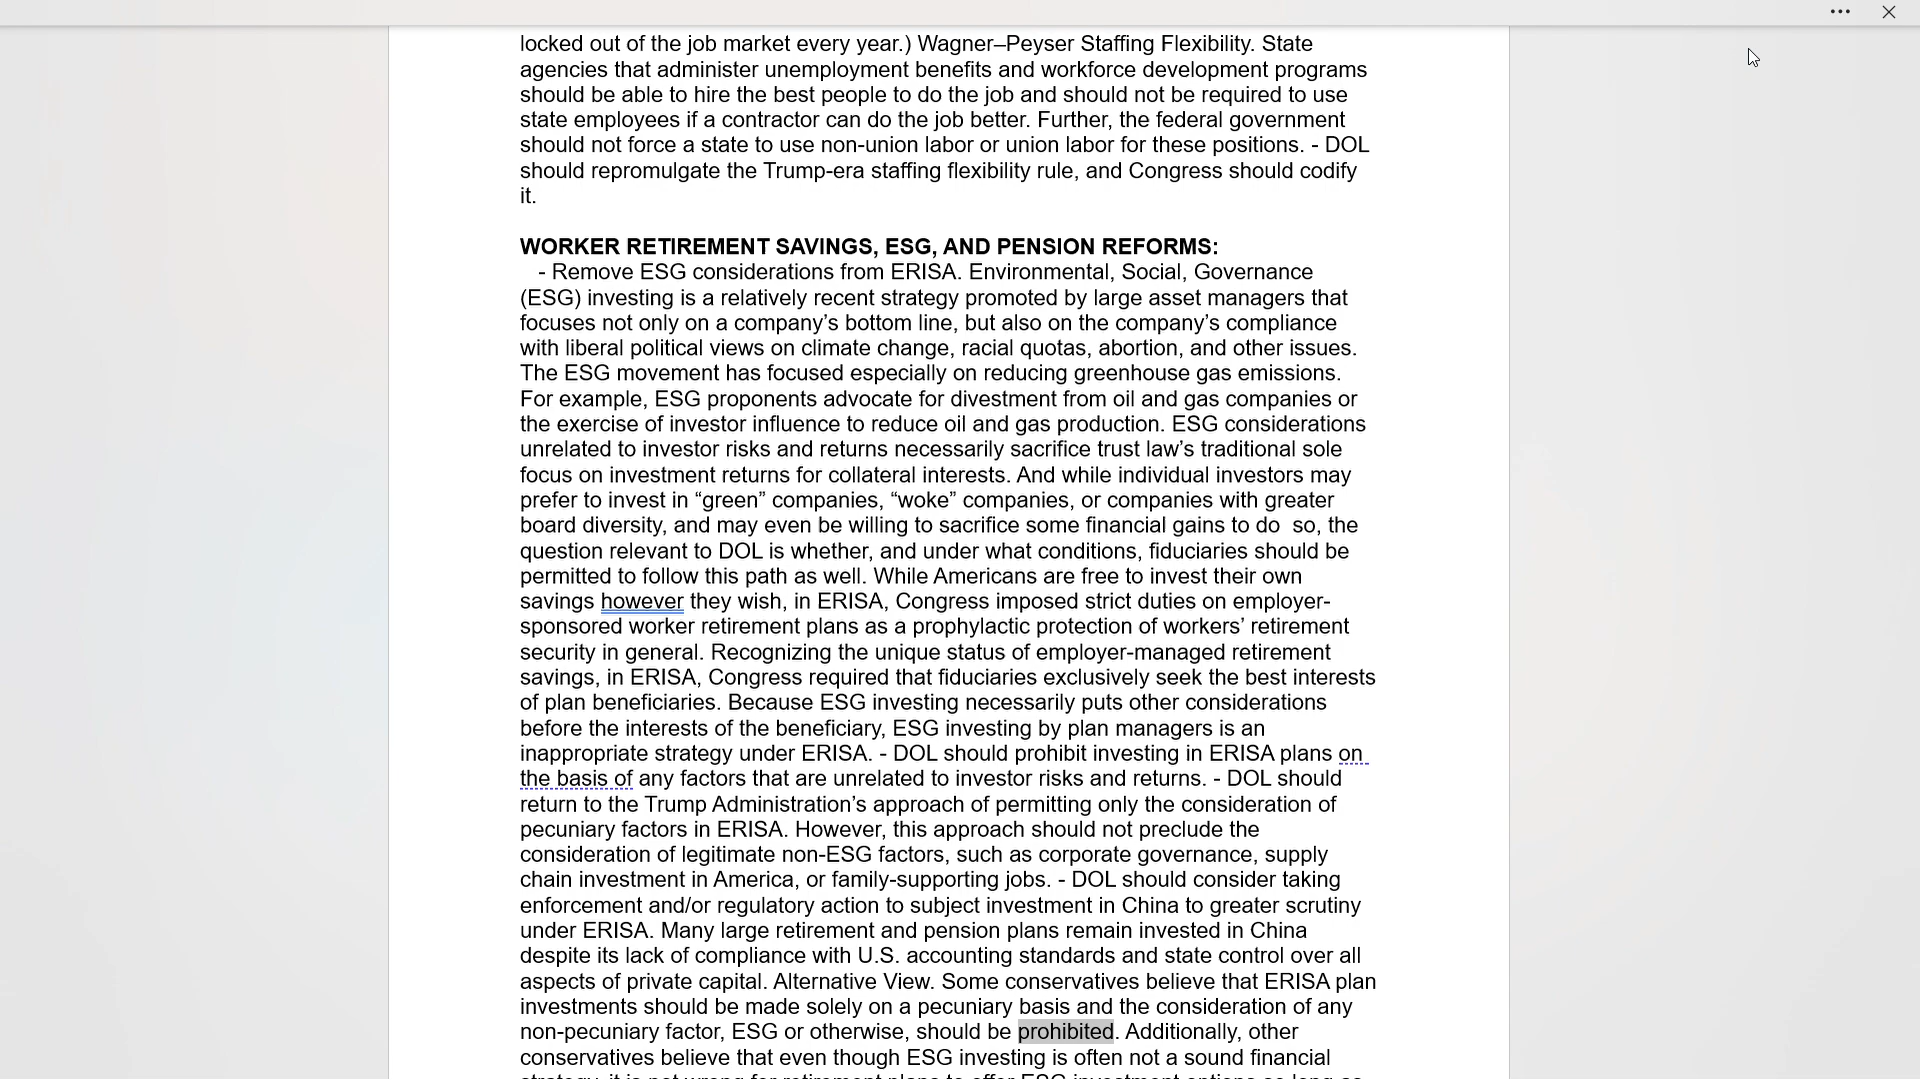 locked out of the job market every year.) Wagner–Peyser Staffing Flexibility. State
agencies that administer unemployment benefits and workforce development programs
should be able to hire the best people to do the job and should not be required to use
state employees if a contractor can do the job better. Further, the federal government
should not force a state to use non-union labor or union labor for these positions. - DOL
should repromulgate the Trump-era staffing flexibility rule, and Congress should codify
it.
WORKER RETIREMENT SAVINGS, ESG, AND PENSION REFORMS:
- Remove ESG considerations from ERISA. Environmental, Social, Governance
(ESG) investing is a relatively recent strategy promoted by large asset managers that
focuses not only on a company’s bottom line, but also on the company’s compliance
with liberal political views on climate change, racial quotas, abortion, and other issues.
The ESG movement has focused especially on reducing greenhouse gas emissions.
For example, ESG proponents advocate for divestment from oil and gas companies or
the exercise of investor influence to reduce oil and gas production. ESG considerations
unrelated to investor risks and returns necessarily sacrifice trust law’s traditional sole
focus on investment returns for collateral interests. And while individual investors may
prefer to invest in “green” companies, “woke” companies, or companies with greater
board diversity, and may even be willing to sacrifice some financial gains to do  so, the
question relevant to DOL is whether, and under what conditions, fiduciaries should be
permitted to follow this path as well. While Americans are free to invest their own
savings however they wish, in ERISA, Congress imposed strict duties on employer-
sponsored worker retirement plans as a prophylactic protection of workers’ retirement
security in general. Recognizing the unique status of employer-managed retirement
savings, in ERISA, Congress required that fiduciaries exclusively seek the best interests
of plan beneficiaries. Because ESG investing necessarily puts other considerations
before the interests of the beneficiary, ESG investing by plan managers is an
inappropriate strategy under ERISA. - DOL should prohibit investing in ERISA plans on
the basis of any factors that are unrelated to investor risks and returns. - DOL should
return to the Trump Administration’s approach of permitting only the consideration of
pecuniary factors in ERISA. However, this approach should not preclude the
consideration of legitimate non-ESG factors, such as corporate governance, supply
chain investment in America, or family-supporting jobs. - DOL should consider taking
enforcement and/or regulatory action to subject investment in China to greater scrutiny
under ERISA. Many large retirement and pension plans remain invested in China
despite its lack of compliance with U.S. accounting standards and state control over all
aspects of private capital. Alternative View. Some conservatives believe that ERISA plan
investments should be made solely on a pecuniary basis and the consideration of any
non-pecuniary factor, ESG or otherwise, should be prohibited. Additionally, other
conservatives believe that even though ESG investing is often not a sound financial
strategy, it is not wrong for retirement plans to offer ESG investment options as long as